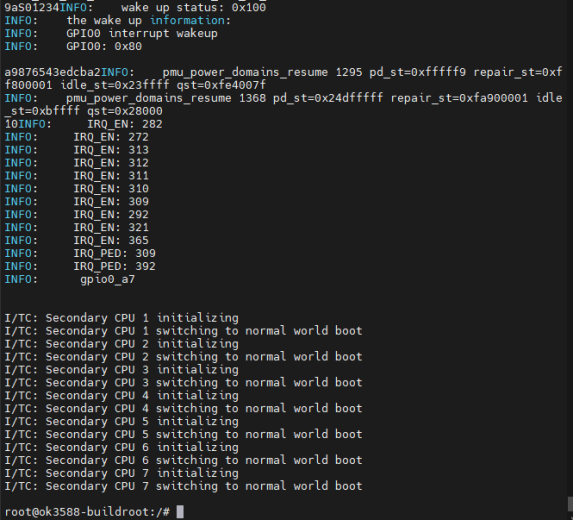 9aS01234INFO:    wake up status: 0x100
INFO:    the wake up information:
INFO:    GPIO0 interrupt wakeup
INFO:    GPIO0: 0x80
a9876543edcba2INFO:    pmu_power_domains_resume 1295 pd_st=0xfffff9 repair_st=0xf
f800001 idle_st=0x23ffff qst=0xfe4007f
INFO:    pmu_power_domains_resume 1368 pd_st=0x24dfffff repair_st=0xfa900001 idle
_st=0xbffff qst=0x28000
10INFO:    IRQ_EN: 282
INFO:     IRQ_EN: 272
INFO:     IRQ_EN: 313
INFO:     IRQ_EN: 312
INFO:     IRQ_EN: 311
INFO:     IRQ_EN: 310
INFO:     IRQ_EN: 309
INFO:     IRQ_EN: 292
INFO:     IRQ_EN: 321
INFO:     IRQ_EN: 365
INFO:     IRQ_PED: 309
INFO:     IRQ_PED: 392
INFO:      gpio0_a7
I/TC: Secondary CPU 1 initializing
I/TC: Secondary CPU 1 switching to normal world boot
I/TC: Secondary CPU 2 initializing
I/TC: Secondary CPU 2 switching to normal world boot
I/TC: Secondary CPU 3 initializing
I/TC: Secondary CPU 3 switching to normal world boot
I/TC: Secondary CPU 4 initializing
I/TC: Secondary CPU 4 switching to normal world boot
I/TC: Secondary CPU 5 initializing
I/TC: Secondary CPU 5 switching to normal world boot
I/TC: Secondary CPU 6 initializing
I/TC: Secondary CPU 6 switching to normal world boot
I/TC: Secondary CPU 7 initializing
I/TC: Secondary CPU 7 switching to normal world boot
root@ok3588-buildroot:/#